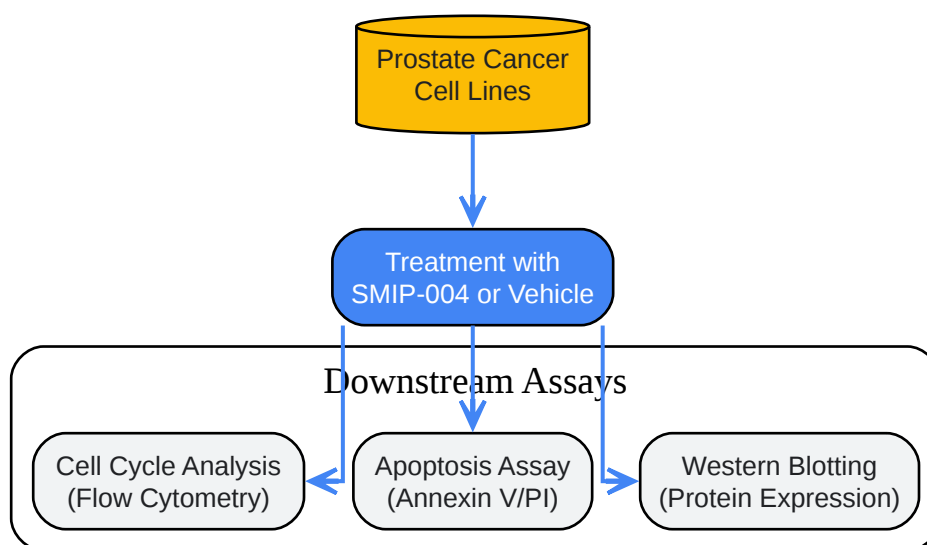 Prostate Cancer
Cell Lines
Treatment with
SMIP-004 or Vehicle
Downstream Assays
Cell Cycle Analysis
(Flow Cytometry)
Apoptosis Assay
(Annexin V/PI)
Western Blotting
(Protein Expression)